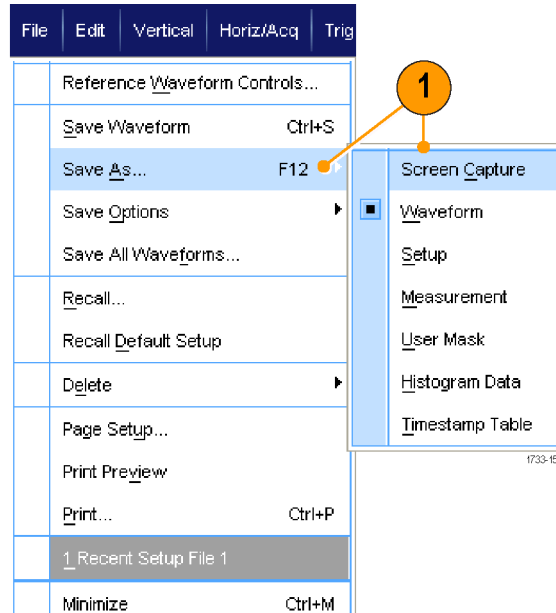 File Edit Vertical Horiz/Acq Trig
Reference Waveform Controls...
1
Save Waveform Ctrl+S
Save As... F12
Screen Capture
Save Options
Waveform
Save All Waveforms...
Setup
Recall...
Measurement
Recall Default Setup
User Mask
Delete
Histogram Data
Page Setup...
Timestamp Table
Print Preview
1733-15
Print... Ctrl+P
1 Recent Setup File 1
Minimize Ctrl+M